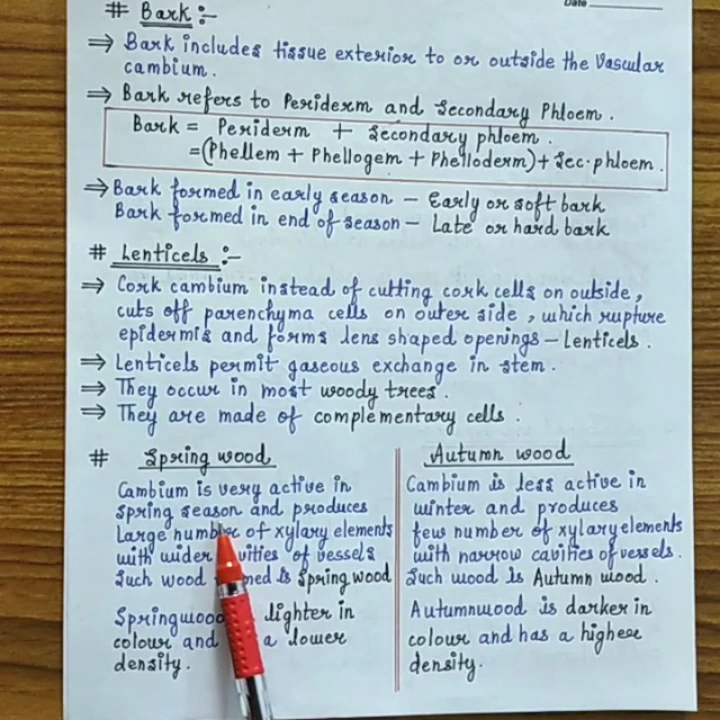 Date
# Bark :-
⇒ Bark includes tissue exterior to or outside the Vascular
cambium.
⇒ Bark refers to Periderm and Secondary Phloem.
Bark = Periderm + Secondary phloem.
=(Phellem + Phellogem + Phelloderm) + Sec. phloem.
⇒ Bark formed in early season – Early or soft bark
Bark formed in end of season – Late or hard bark
# Lenticels :-
⇒ Cork cambium instead of cutting cork cells on outside,
cuts off parenchyma cells on outer side, which rupture
epidermis and forms lens shaped openings – Lenticels.
⇒ Lenticels permit gaseous exchange in stem.
⇒ They occur in most woody trees.
⇒ They are made of complementary cells.
# Spring wood
Cambium is very active in
spring season and produces
Large number of xylary elements
with wider of vessels
Such wood is Spring wood
lighter in
colour and a lower
density.
Autumn wood
Cambium is less active in
winter and produces
few number of xylary elements
with narrow cavities of vessels.
Such wood is Autumn wood.
Autumnwood is darker in
colour and has a higher
density.